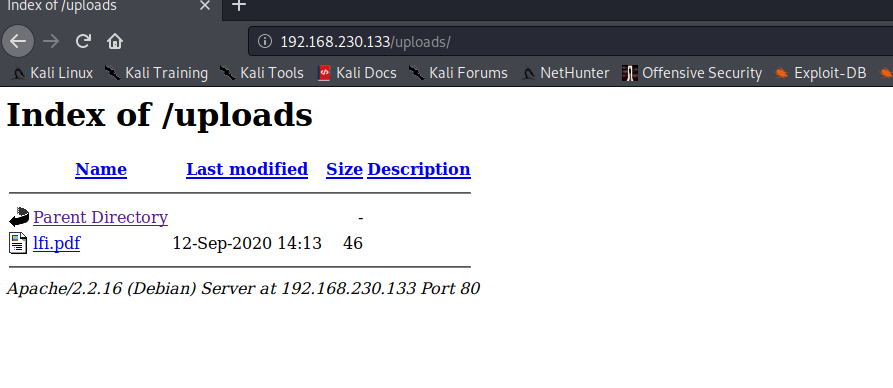 Index of /uploads
192.168.230.133/uploads/
Kali Linux Kali Training Kali Tools Kali Docs Kali Forums NetHunter Offensive Security Exploit-DB
Index of /uploads
Name Last modified Size Description
Parent Directory -
lfi.pdf 12-Sep-2020 14:13 46
Apache/2.2.16 (Debian) Server at 192.168.230.133 Port 80